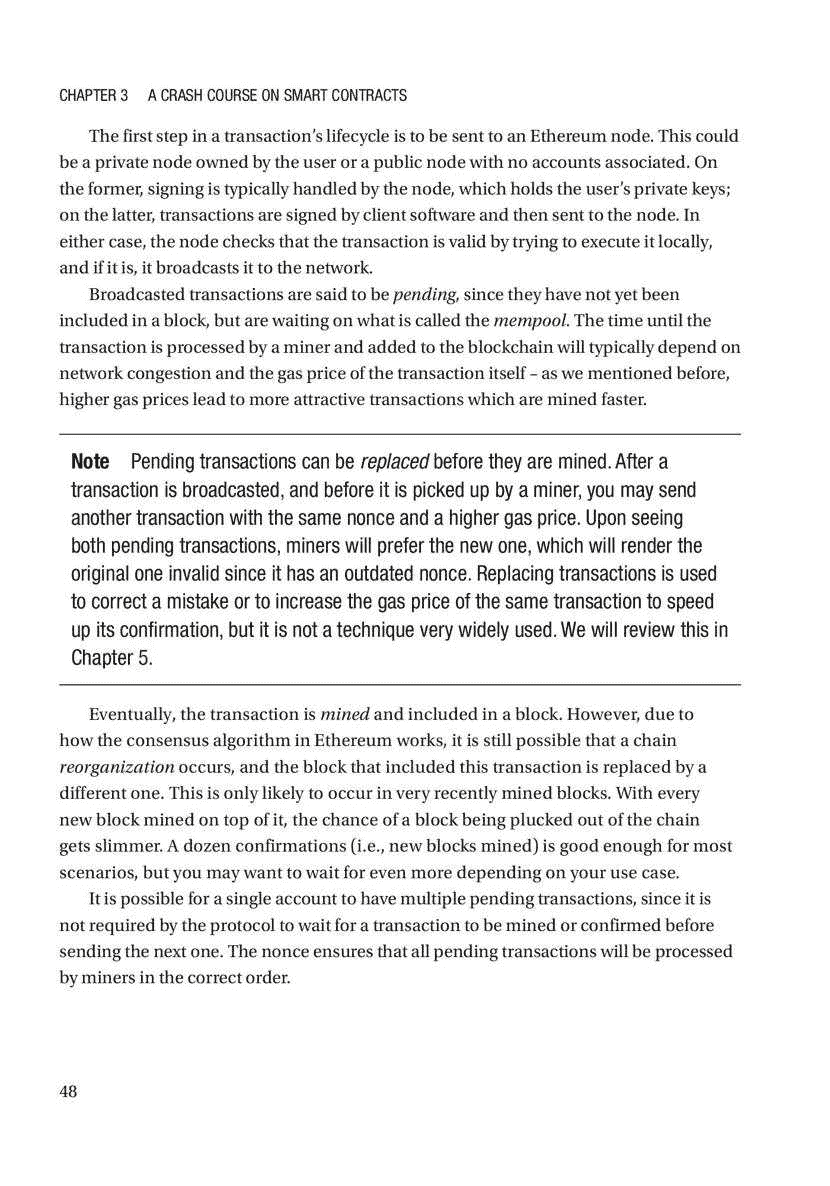 CHAPTER 3 A CRASH COURSE ON SMART CONTRACTS
The first step in a transaction’s lifecycle is to be sent to an Ethereum node. This could
be a private node owned by the user or a public node with no accounts associated. On
the former, signing is typically handled by the node, which holds the user’s private keys;
on the latter, transactions are signed by client software and then sent to the node. In
either case, the node checks that the transaction is valid by trying to execute it locally,
and if it is, it broadcasts it to the network.
Broadcasted transactions are said to be pending, since they have not yet been
included in a block, but are waiting on what is called the mempool. The time until the
transaction is processed by a miner and added to the blockchain will typically depend on
network congestion and the gas price of the transaction itself – as we mentioned before,
higher gas prices lead to more attractive transactions which are mined faster.
Note Pending transactions can be replaced before they are mined. After a
transaction is broadcasted, and before it is picked up by a miner, you may send
another transaction with the same nonce and a higher gas price. Upon seeing
both pending transactions, miners will prefer the new one, which will render the
original one invalid since it has an outdated nonce. Replacing transactions is used
to correct a mistake or to increase the gas price of the same transaction to speed
up its confirmation, but it is not a technique very widely used. We will review this in
Chapter 5.
Eventually, the transaction is mined and included in a block. However, due to
how the consensus algorithm in Ethereum works, it is still possible that a chain
reorganization occurs, and the block that included this transaction is replaced by a
different one. This is only likely to occur in very recently mined blocks. With every
new block mined on top of it, the chance of a block being plucked out of the chain
gets slimmer. A dozen confirmations (i.e., new blocks mined) is good enough for most
scenarios, but you may want to wait for even more depending on your use case.
It is possible for a single account to have multiple pending transactions, since it is
not required by the protocol to wait for a transaction to be mined or confirmed before
sending the next one. The nonce ensures that all pending transactions will be processed
by miners in the correct order.
48